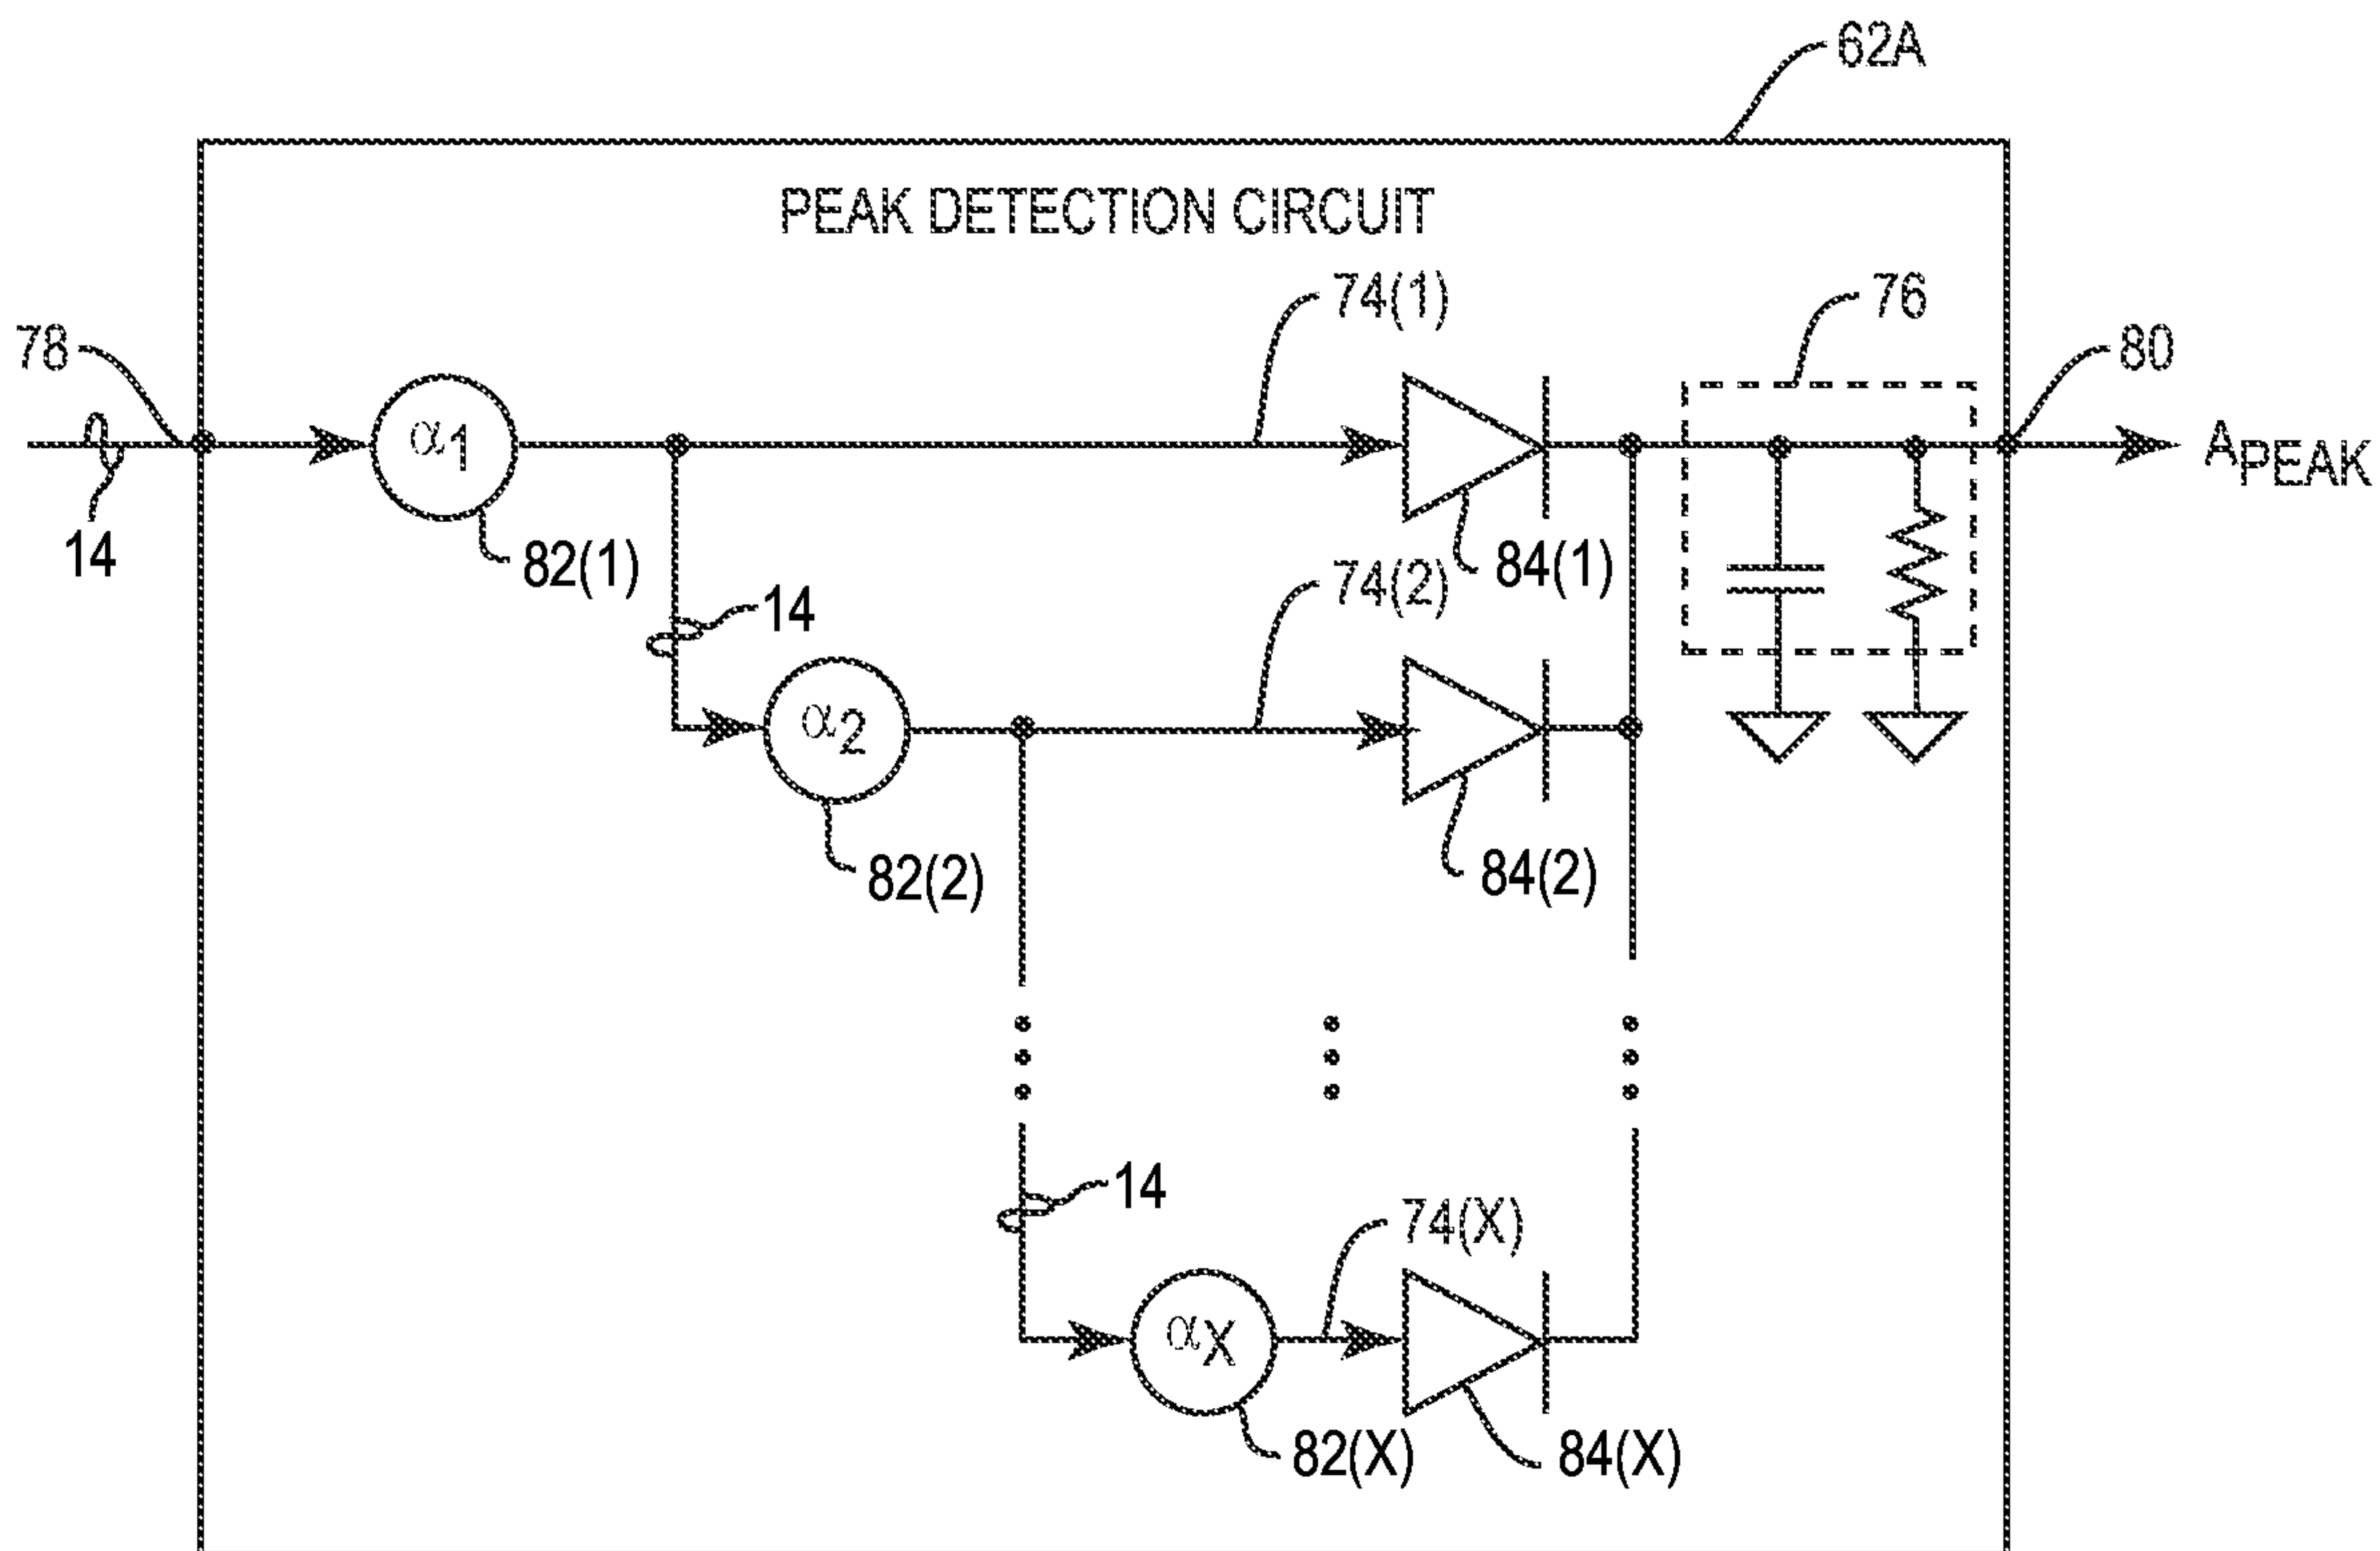 62A
PEAK DETECTION CIRCUIT
74(1)
76
78
80
α1
APEAK
14
82(1)
84(1)
74(2)
14
α2
82(2)
84(2)
14
74(X)
αX
82(X)
84(X)